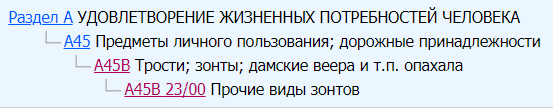 Раздел A УДОВЛЕТВОРЕНИЕ ЖИЗНЕННЫХ ПОТРЕБНОСТЕЙ ЧЕЛОВЕКА
A45 Предметы личного пользования; дорожные принадлежности
A45B Трости; зонты; дамские веера и т.п. опахала
A45B 23/00 Прочие виды зонтов